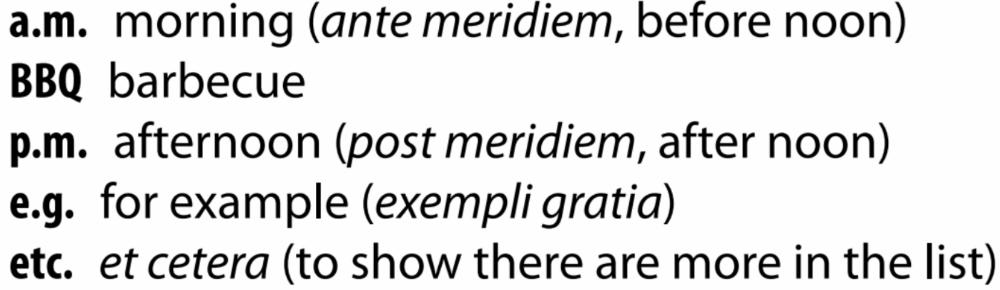 a.m. morning (ante meridiem, before noon)
BBQ barbecue
p.m. afternoon (post meridiem, after noon)
e.g. for example (exempli gratia)
etc. et cetera (to show there are more in the list)